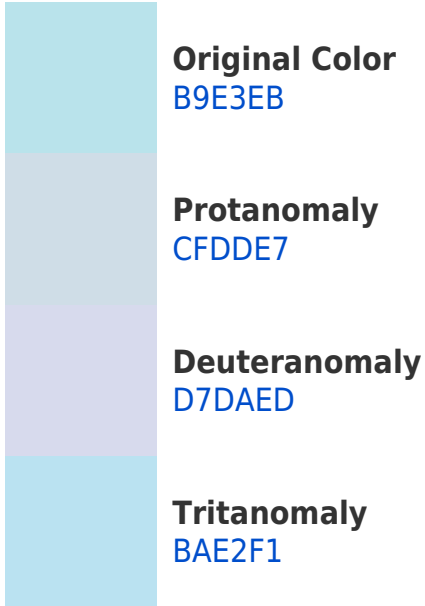 Original Color
B9E3EB
Protanomaly
CFDDE7
Deuteranomaly
D7DAED
Tritanomaly
BAE2F1